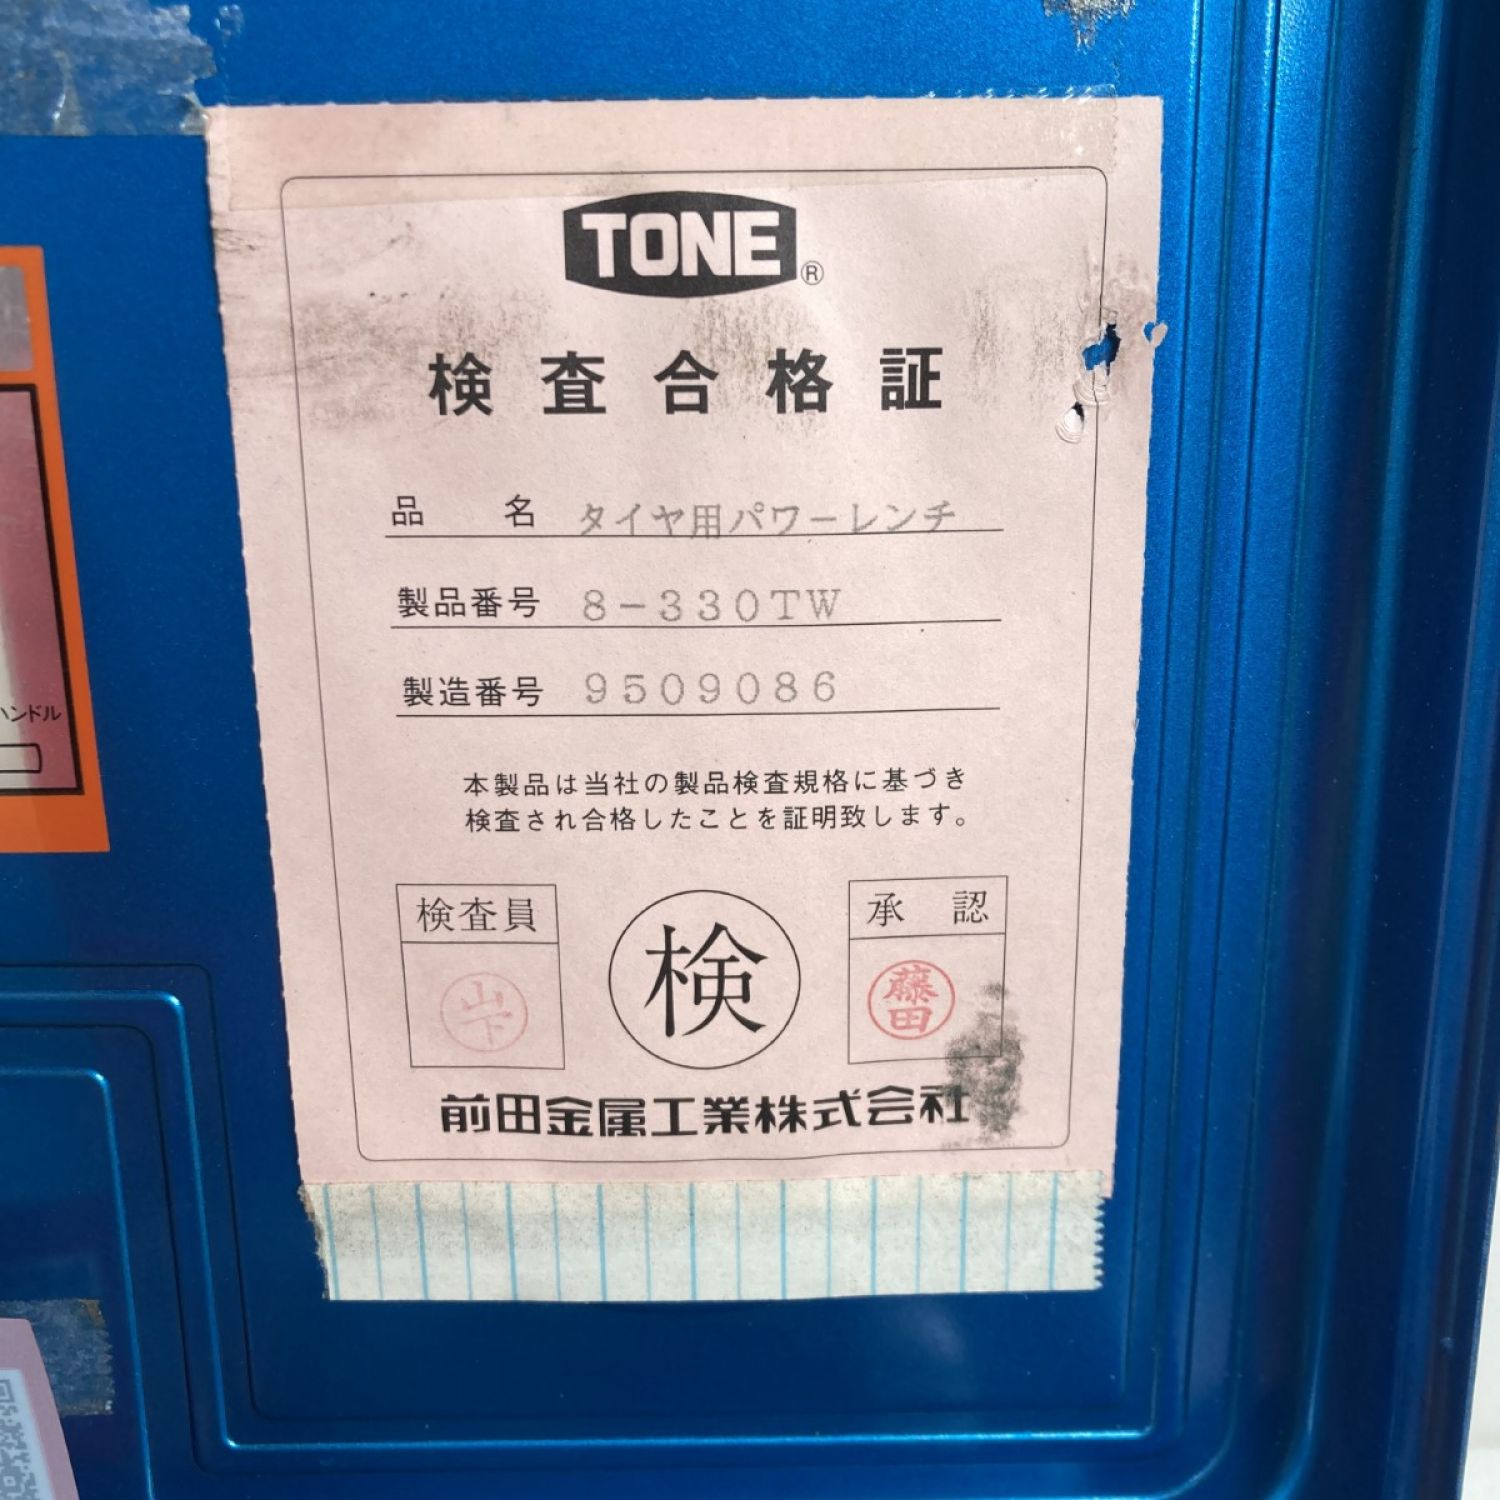 TONE®
検査合格証
品名 タイヤ用パワーレンチ
製品番号 8-330TW
製造番号 9509086
本製品は当社の製品検査規格に基づき
検査され合格したことを証明致します。
検査員
山下
検
承認
藤田
前田金属工業株式会社
ハンドル